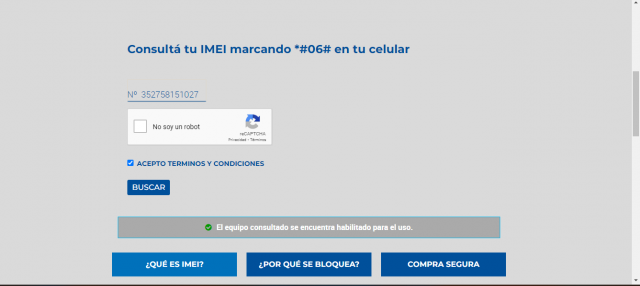 Consultá tu IMEI marcando *#06# en tu celular
Nº 352758151027
No soy un robot
reCAPTCHA
Privacidad - Términos
ACEPTO TERMINOS Y CONDICIONES
BUSCAR
El equipo consultado se encuentra habilitado para el uso.
¿QUÉ ES IMEI?
¿POR QUÉ SE BLOQUEA?
COMPRA SEGURA